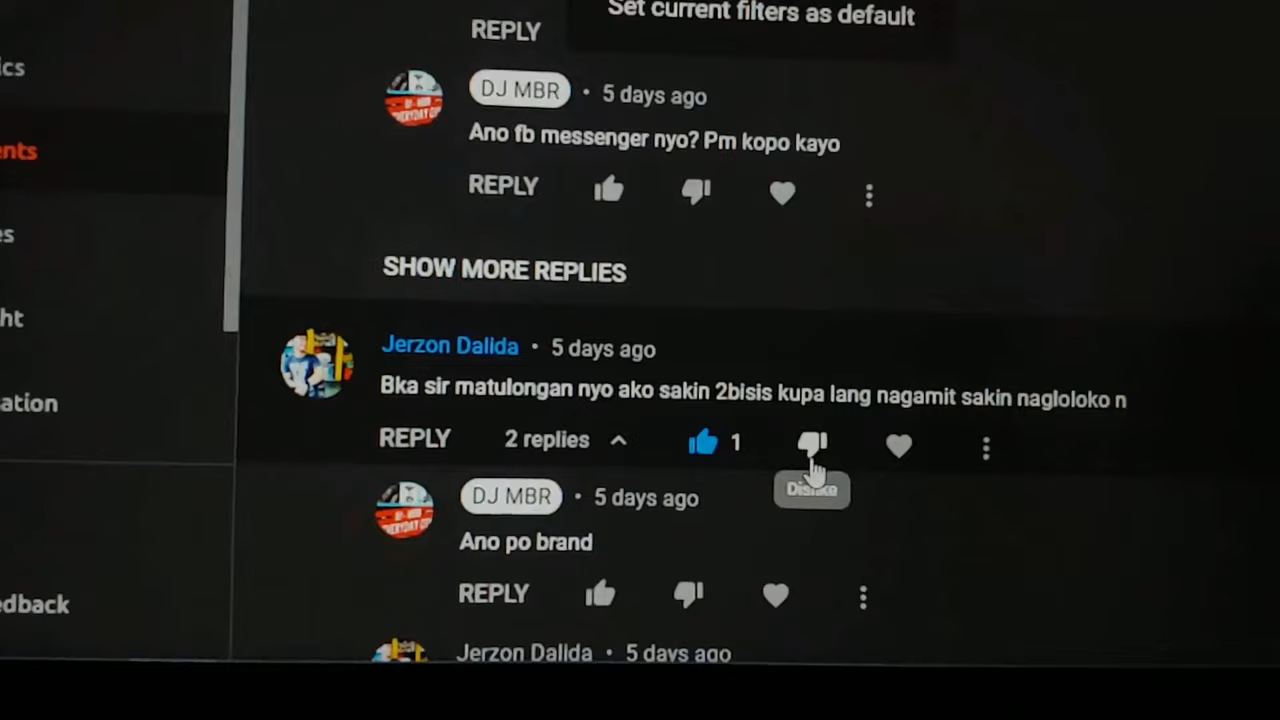 Set current filters as default
REPLY
ics
DJ MBR • 5 days ago
Ano fb messenger nyo? Pm kopo kayo
ents
REPLY
es
SHOW MORE REPLIES
ht
Jerzon Dalida • 5 days ago
Bka sir matulongan nyo ako sakin 2bisis kupa lang nagamit sakin nagloloko n
ation
REPLY 2 replies 1
Dislike
DJ MBR • 5 days ago
Ano po brand
REPLY
edback
Jerzon Dalida • 5 days ago